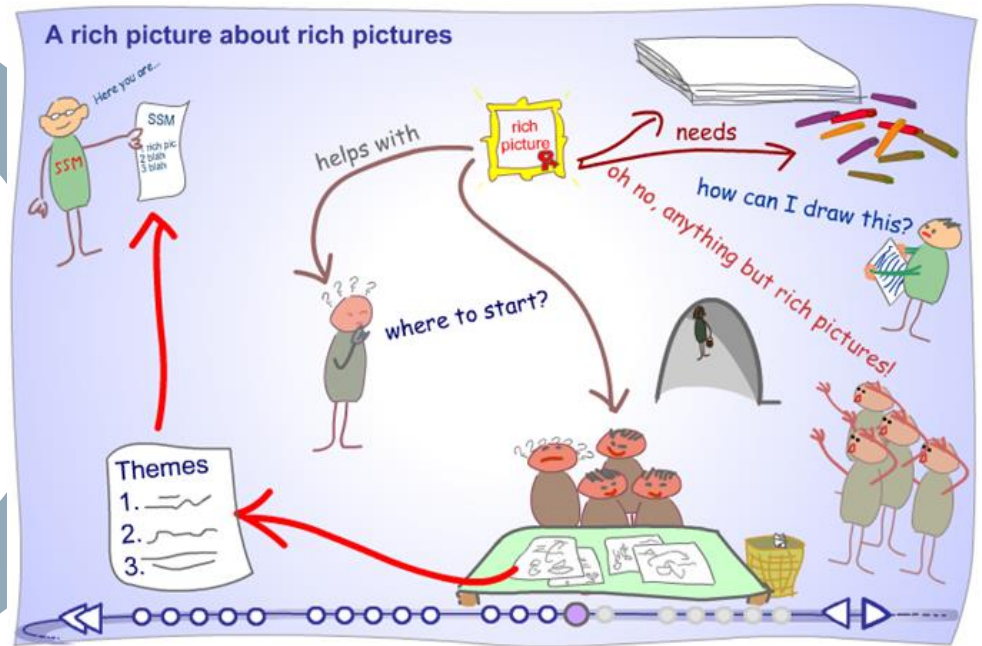 A rich picture about rich pictures
Here you are...
SSM
SSM
1 rich pic
2 blah
3 blah
helps with
rich
picture
needs
how can I draw this?
oh no, anything but rich pictures!
where to start?
? ? ? ?
Themes
1.
2.
3.